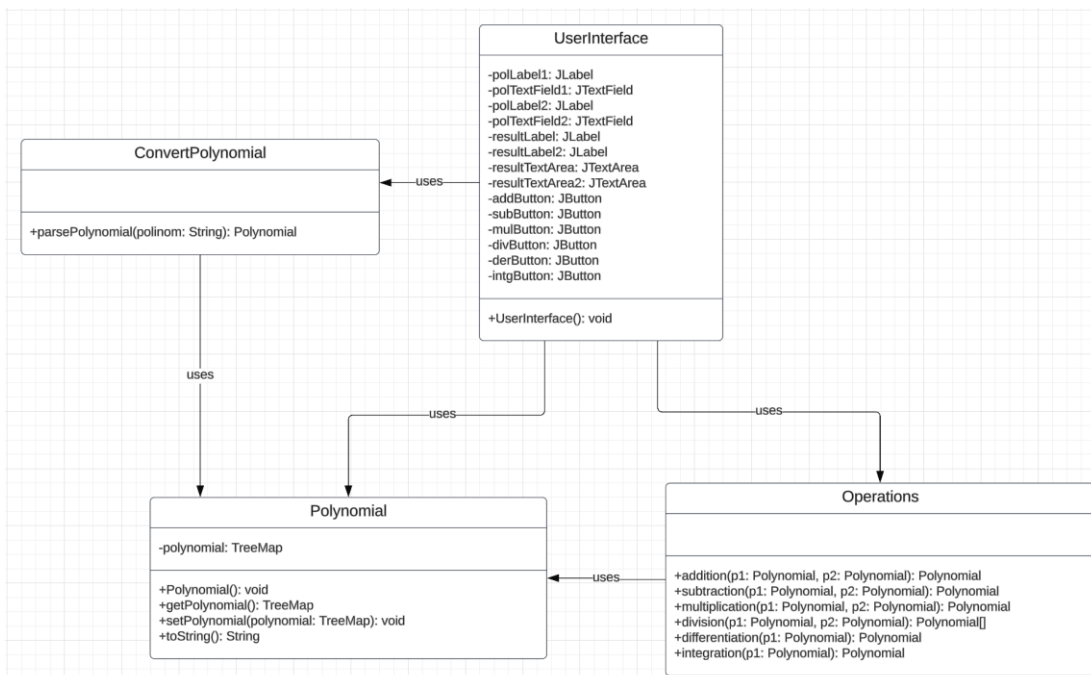 UserInterface
-polLabel1: JLabel
-polTextField1: JTextField
-polLabel2: JLabel
-polTextField2: JTextField
-resultLabel: JLabel
-resultLabel2: JLabel
-resultTextArea: JTextArea
-resultTextArea2: JTextArea
-addButton: JButton
-subButton: JButton
-mulButton: JButton
-divButton: JButton
-derButton: JButton
-intgButton: JButton
+UserInterface(): void
ConvertPolynomial
+parsePolynomial(polinom: String): Polynomial
uses
uses
uses
uses
Polynomial
-polynomial: TreeMap
+Polynomial(): void
+getPolynomial(): TreeMap
+setPolynomial(polynomial: TreeMap): void
+toString(): String
uses
Operations
+addition(p1: Polynomial, p2: Polynomial): Polynomial
+subtraction(p1: Polynomial, p2: Polynomial): Polynomial
+multiplication(p1: Polynomial, p2: Polynomial): Polynomial
+division(p1: Polynomial, p2: Polynomial): Polynomial[]
+differentiation(p1: Polynomial): Polynomial
+integration(p1: Polynomial): Polynomial